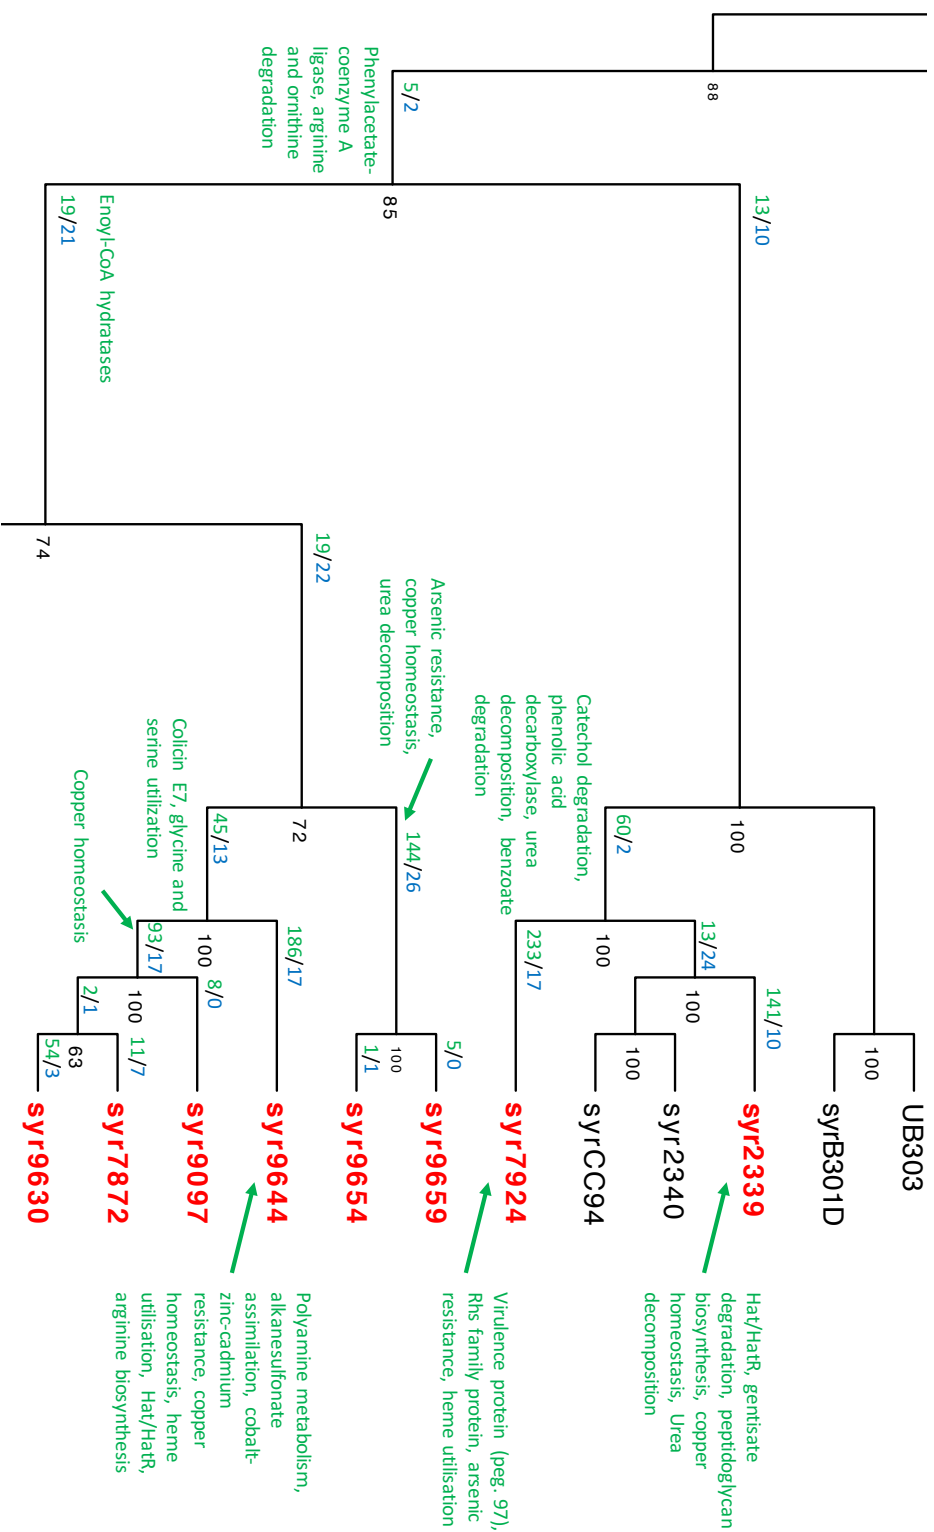 88
5/2
Phenylacetate-
coenzyme A
ligase, arginine
and ornithine
degradation
85
13/10
19/21
Enoyl-CoA hydratases
74
19/22
Arsenic resistance,
copper homeostasis,
urea decomposition
144/26
72
45/13
Colicin E7, glycine and
serine utilization
Copper homeostasis
93/17
100
186/17
8/0
100
2/1
11/7
63
54/3
100
5/0
1/1
Catechol degradation,
phenolic acid
decarboxylase, urea
decomposition, benzoate
degradation
100
60/2
233/17
100
13/24
141/10
100
100
100
UB303
syrB301D
syr2339
syr2340
syrCC94
syr7924
syr9659
syr9654
syr9644
syr9097
syr7872
syr9630
Hat/HatR, gentisate
degradation, peptidoglycan
biosynthesis, copper
homeostasis, Urea
decomposition
Virulence protein (peg. 97),
Rhs family protein, arsenic
resistance, heme utilisation
Polyamine metabolism,
alkanesulfonate
assimilation, cobalt-
zinc-cadmium
resistance, copper
homeostasis, heme
utilisation, Hat/HatR,
arginine biosynthesis